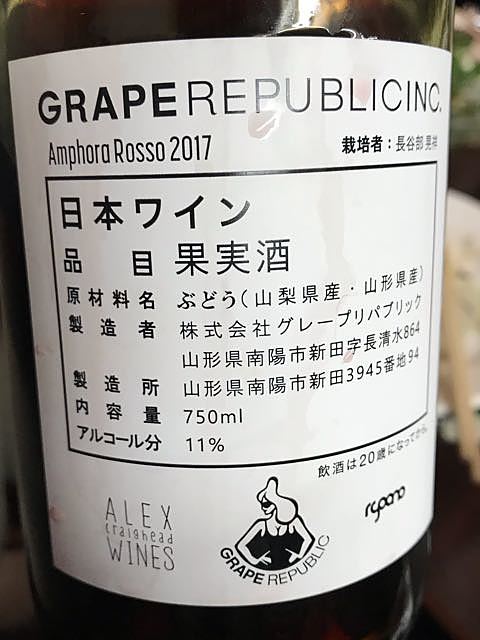 GRAPEREPUBLICINC.
Amphora Rosso 2017
栽培者：長谷部 晃祥
日本ワイン
品目 果実酒
原材料名 ぶどう(山梨県産・山形県産)
製造者 株式会社グレープリパブリック
山形県南陽市新田字長清水864
製造所 山形県南陽市新田3945番地94
内容量 750ml
アルコール分 11%
飲酒は20歳になってから。
ALEX
craighead
WINES
GRAPE REPUBLIC